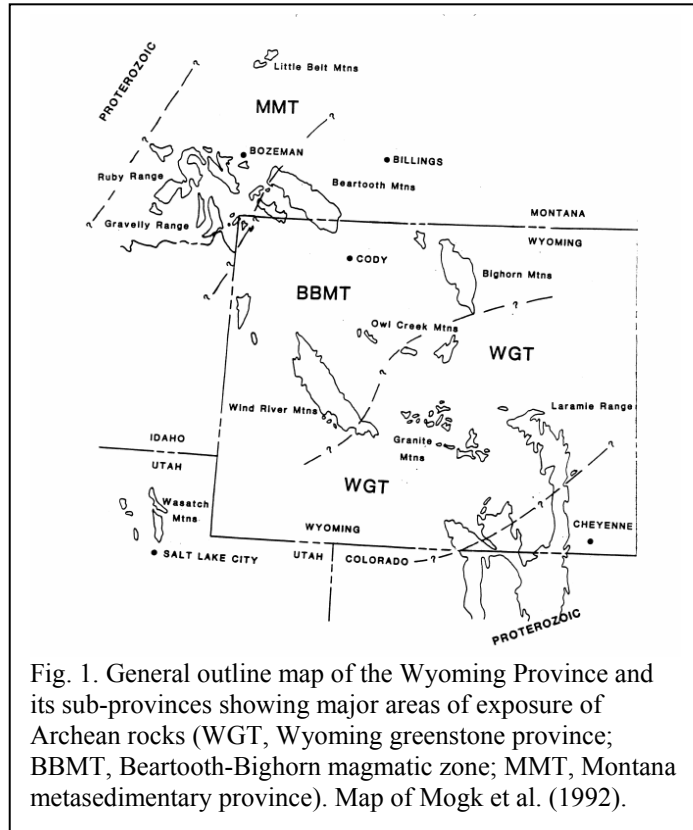 Little Belt Mtns
PROTEROZOIC
?
MMT
?
BOZEMAN
BILLINGS
Ruby Range
Beartooth Mtns
Gravelly Range
?
MONTANA
WYOMING
CODY
Bighorn Mtns
?
BBMT
?
Owl Creek Mtns
WGT
Laramie Range
Wind River Mtns
Granite
Mtns
?
?
IDAHO
UTAH
WGT
Wasatch
Mtns
WYOMING
CHEYENNE
SALT LAKE CITY
UTAH
COLORADO
?
PROTEROZOIC
Fig. 1. General outline map of the Wyoming Province and
its sub-provinces showing major areas of exposure of
Archean rocks (WGT, Wyoming greenstone province;
BBMT, Beartooth-Bighorn magmatic zone; MMT, Montana
metasedimentary province). Map of Mogk et al. (1992).